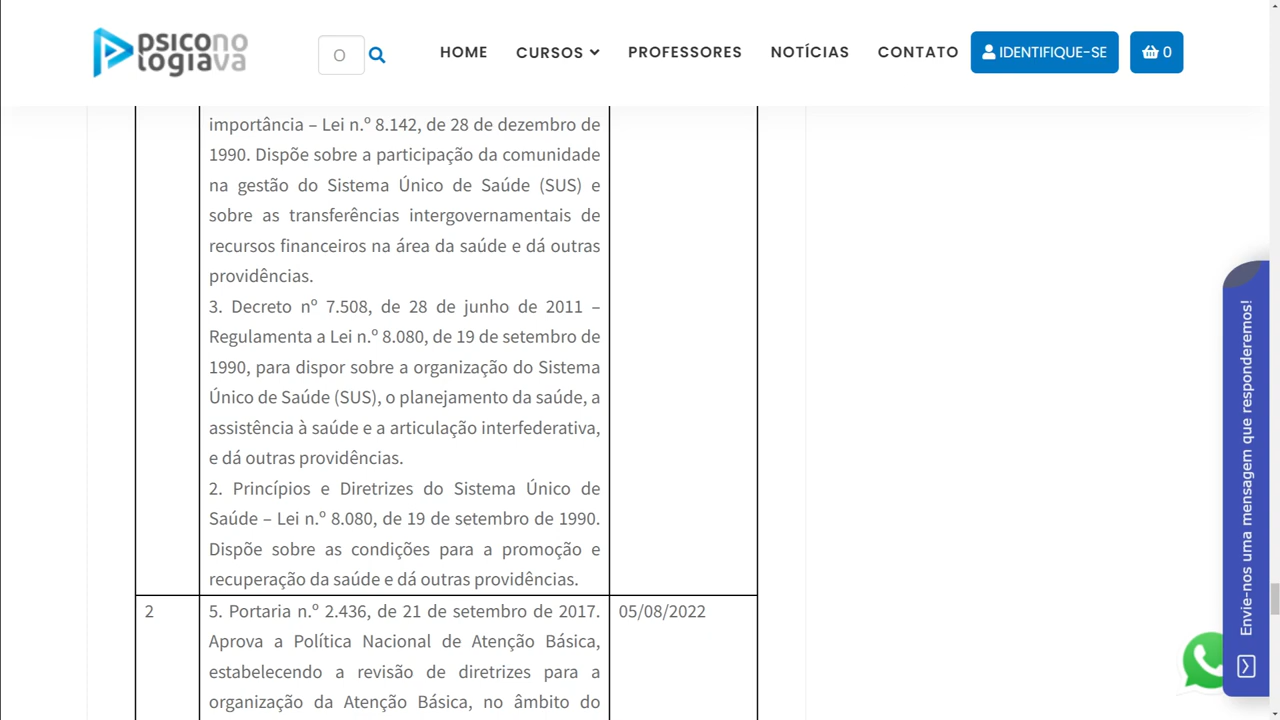 psicono
logiava
O
HOME
CURSOS
PROFESSORES
NOTÍCIAS
CONTATO
IDENTIFIQUE-SE
0
importância – Lei n.º 8.142, de 28 de dezembro de
1990. Dispõe sobre a participação da comunidade
na gestão do Sistema Único de Saúde (SUS) e
sobre as transferências intergovernamentais de
recursos financeiros na área da saúde e dá outras
providências.
3. Decreto nº 7.508, de 28 de junho de 2011 –
Regulamenta a Lei n.º 8.080, de 19 de setembro de
1990, para dispor sobre a organização do Sistema
Único de Saúde (SUS), o planejamento da saúde, a
assistência à saúde e a articulação interfederativa,
e dá outras providências.
2. Princípios e Diretrizes do Sistema Único de
Saúde – Lei n.º 8.080, de 19 de setembro de 1990.
Dispõe sobre as condições para a promoção e
recuperação da saúde e dá outras providências.
2
5. Portaria n.º 2.436, de 21 de setembro de 2017.
Aprova a Política Nacional de Atenção Básica,
estabelecendo a revisão de diretrizes para a
organização da Atenção Básica, no âmbito do
05/08/2022
Envie-nos uma mensagem que responderemos!